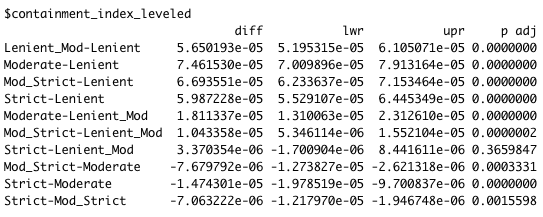 $containment_index_leveled
diff lwr upr p adj
Lenient_Mod-Lenient 5.650193e-05 5.195315e-05 6.105071e-05 0.0000000
Moderate-Lenient 7.461530e-05 7.009896e-05 7.913164e-05 0.0000000
Mod_Strict-Lenient 6.693551e-05 6.233637e-05 7.153464e-05 0.0000000
Strict-Lenient 5.987228e-05 5.529107e-05 6.445349e-05 0.0000000
Moderate-Lenient_Mod 1.811337e-05 1.310063e-05 2.312610e-05 0.0000000
Mod_Strict-Lenient_Mod 1.043358e-05 5.346114e-06 1.552104e-05 0.0000002
Strict-Lenient_Mod 3.370354e-06 -1.700904e-06 8.441611e-06 0.3659847
Mod_Strict-Moderate -7.679792e-06 -1.273827e-05 -2.621318e-06 0.0003331
Strict-Moderate -1.474301e-05 -1.978519e-05 -9.700837e-06 0.0000000
Strict-Mod_Strict -7.063222e-06 -1.217970e-05 -1.946748e-06 0.0015598